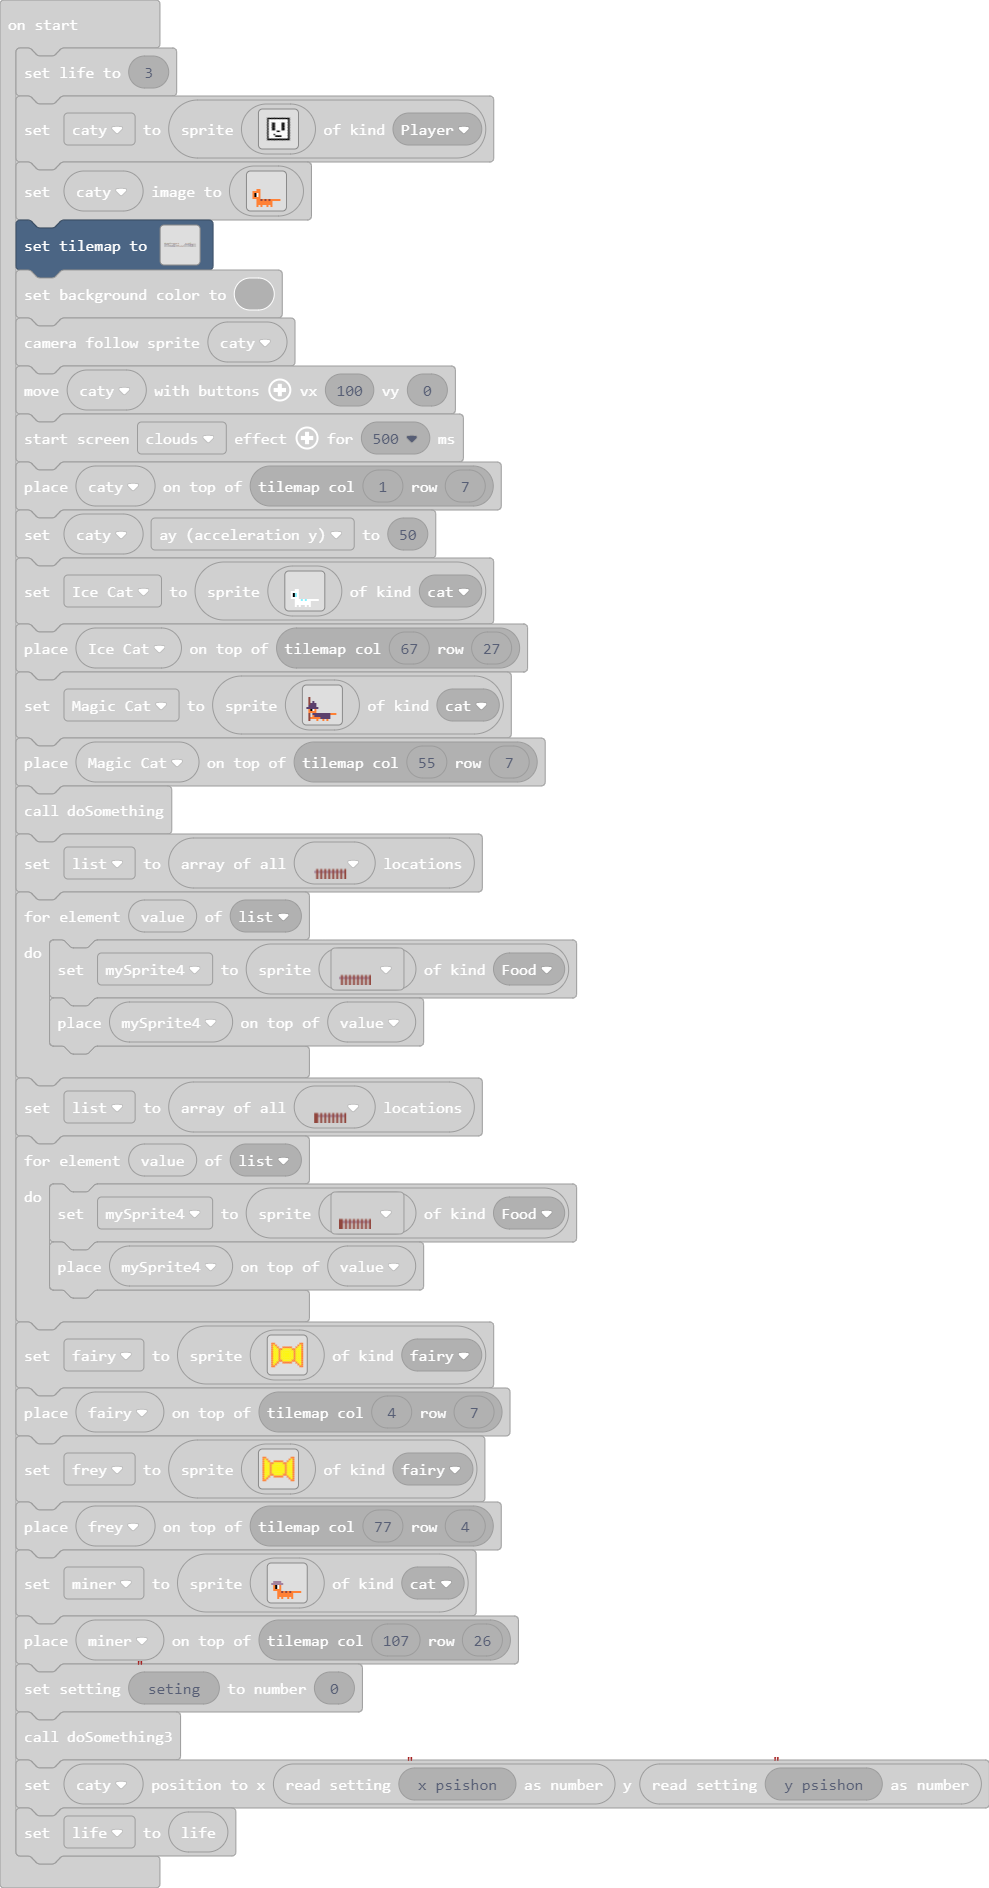 on start
set life to 3
set caty to sprite of kind Player
set caty image to
set tilemap to
set background color to
camera follow sprite caty
move caty with buttons vx 100 vy 0
start screen clouds effect for 500 ms
place caty on top of tilemap col 1 row 7
set caty ay (acceleration y) to 50
set Ice Cat to sprite of kind cat
place Ice Cat on top of tilemap col 67 row 27
set Magic Cat to sprite of kind cat
place Magic Cat on top of tilemap col 55 row 7
call doSomething
set list to array of all locations
for element value of list
do
set mySprite4 to sprite of kind Food
place mySprite4 on top of value
set list to array of all locations
for element value of list
do
set mySprite4 to sprite of kind Food
place mySprite4 on top of value
set fairy to sprite of kind fairy
place fairy on top of tilemap col 4 row 7
set frey to sprite of kind fairy
place frey on top of tilemap col 77 row 4
set miner to sprite of kind cat
place miner on top of tilemap col 107 row 26
set setting " seting to number 0
call doSomething3
set caty position to x read setting " x psishon as number y read setting " y psishon as number
set life to life